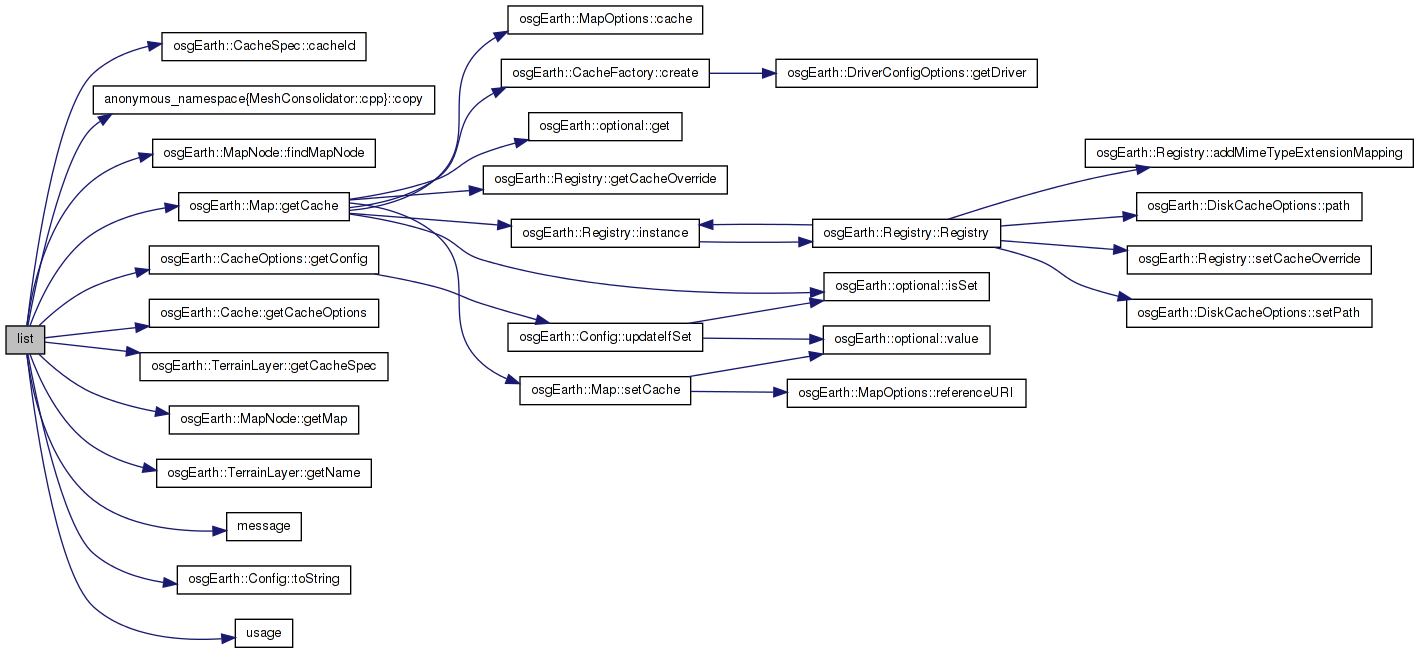 list
osgEarth::CacheSpec::cacheId
anonymous_namespace{MeshConsolidator::cpp}::copy
osgEarth::MapNode::findMapNode
osgEarth::Map::getCache
osgEarth::CacheOptions::getConfig
osgEarth::Cache::getCacheOptions
osgEarth::TerrainLayer::getCacheSpec
osgEarth::MapNode::getMap
osgEarth::TerrainLayer::getName
message
osgEarth::Config::toString
usage
osgEarth::MapOptions::cache
osgEarth::CacheFactory::create
osgEarth::optional::get
osgEarth::Registry::getCacheOverride
osgEarth::Registry::instance
osgEarth::Config::updateIfSet
osgEarth::Map::setCache
osgEarth::DriverConfigOptions::getDriver
osgEarth::Registry::Registry
osgEarth::optional::isSet
osgEarth::optional::value
osgEarth::MapOptions::referenceURI
osgEarth::Registry::addMimeTypeExtensionMapping
osgEarth::DiskCacheOptions::path
osgEarth::Registry::setCacheOverride
osgEarth::DiskCacheOptions::setPath